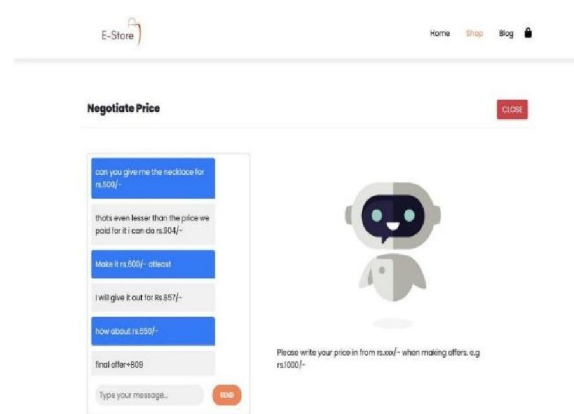 E-Store
Home Shop Blog
Negotiate Price
CLOSE
can you give me the necklace for
rs.500/-
thats even lesser than the price we
paid for it i can do rs.904/-
Make it rs.600/- atleast
I will give it out for Rs.857/-
how about rs.650/-
final offer+809
Type your message...
SEND
Please write your price in from rs.xxx/- when making offers. e.g
rs.1000/-